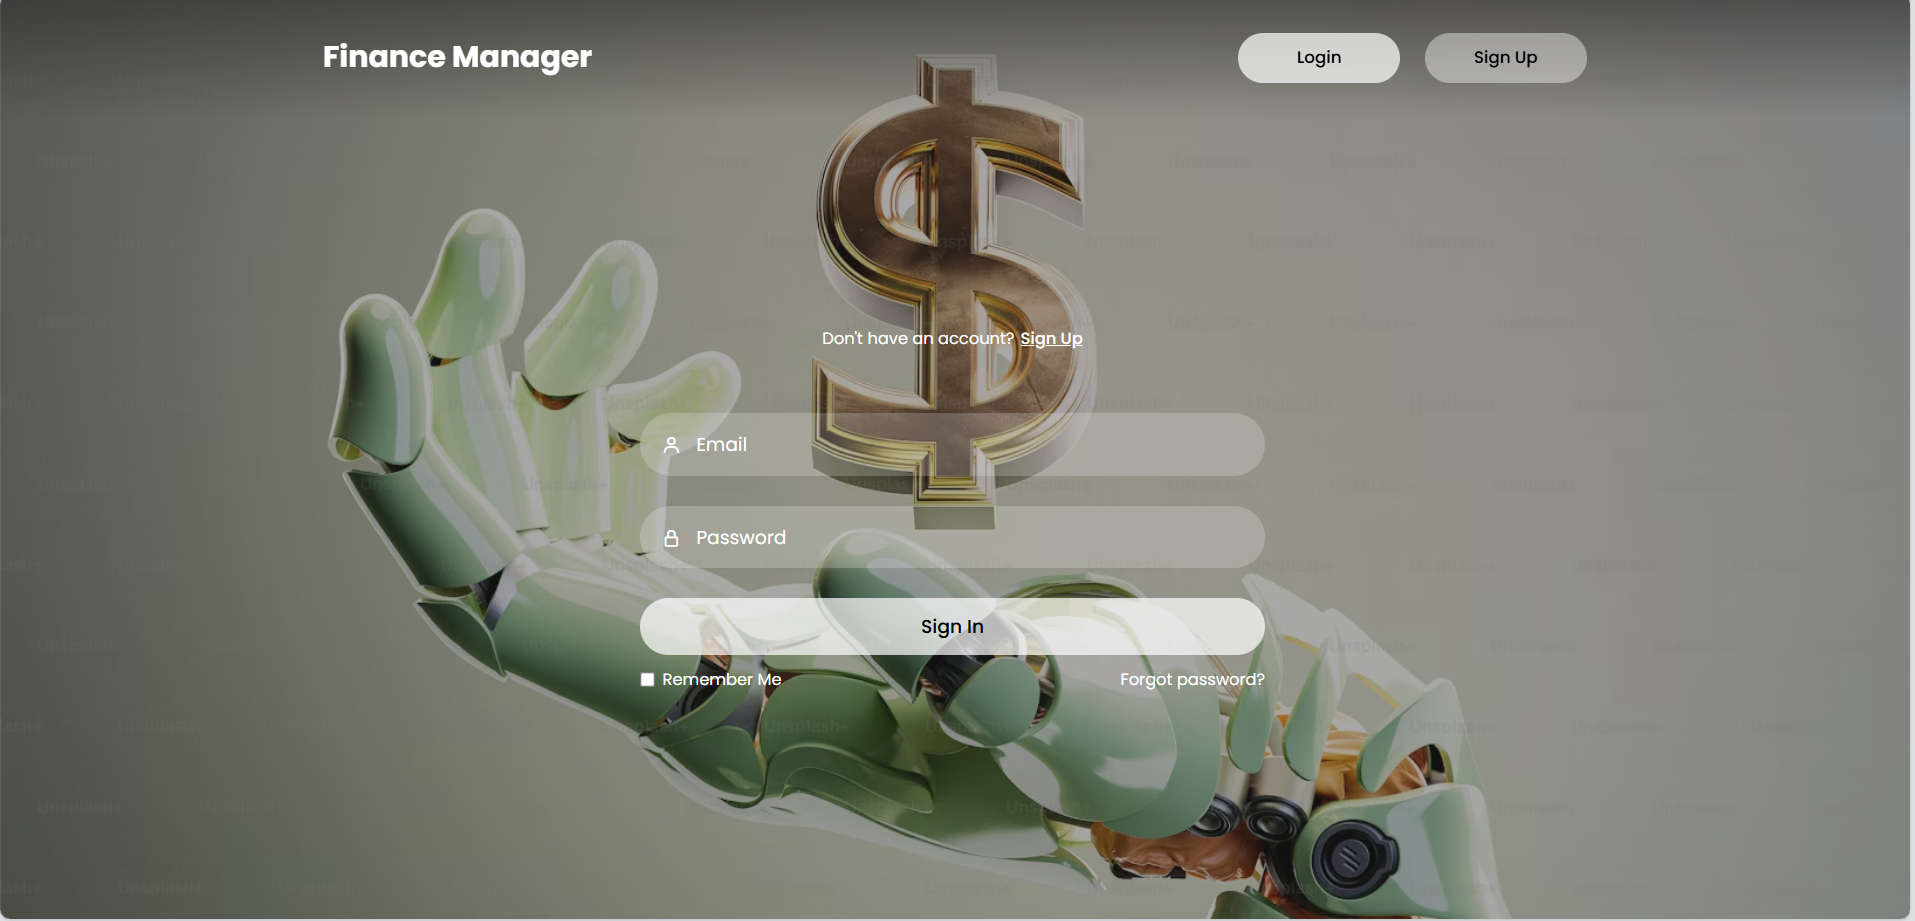 Finance Manager
Login
Sign Up
Don't have an account? Sign Up
Email
Password
Sign In
Remember Me
Forgot password?
Unsplash+